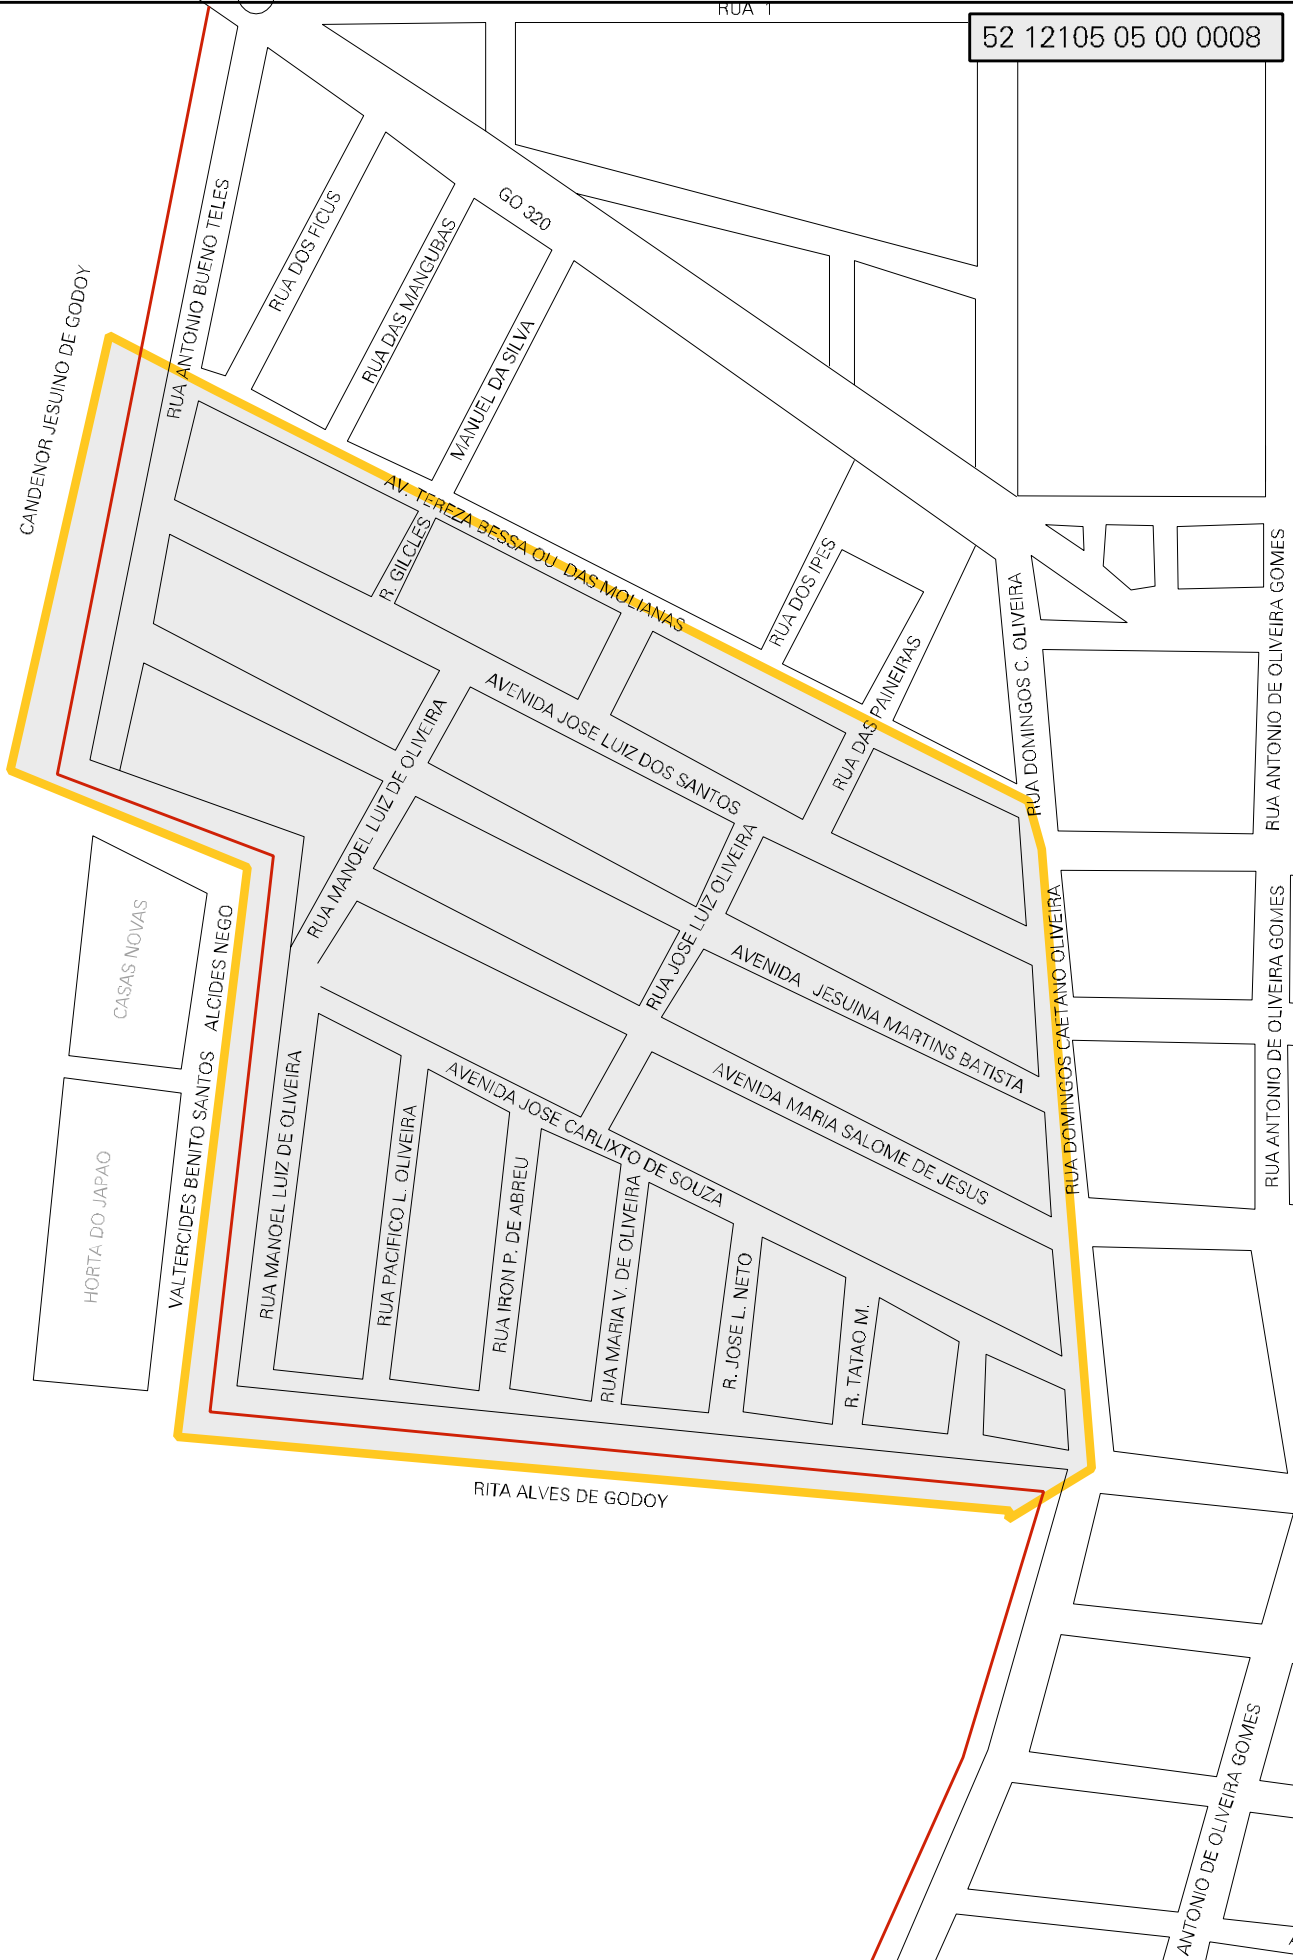 RUA 1
52 12105 05 00 0008
GO 320
RUA ANTONIO BUENO TELES
RUA DOS FICUS
RUA DAS MANGUBAS
MANUEL DA SILVA
CANDENOR JESUINO DE GODOY
AV. TEREZA BESSA OU DAS MOLIANAS
R. GILCLES
RUA DOS IPES
RUA DAS PAINEIRAS
RUA DOMINGOS C. OLIVEIRA
RUA ANTONIO DE OLIVEIRA GOMES
AVENIDA JOSE LUIZ DOS SANTOS
RUA MANOEL LUIZ DE OLIVEIRA
RUA JOSE LUIZ OLIVEIRA
RUA DOMINGOS CAETANO OLIVEIRA
RUA ANTONIO DE OLIVEIRA GOMES
CASAS NOVAS
ALCIDES NEGO
AVENIDA JESUINA MARTINS BATISTA
AVENIDA MARIA SALOME DE JESUS
AVENIDA JOSE CARLIXTO DE SOUZA
HORTA DO JAPAO
VALTERCIDES BENITO SANTOS
RUA MANOEL LUIZ DE OLIVEIRA
RUA PACIFICO L. OLIVEIRA
RUA IRON P. DE ABREU
RUA MARIA V. DE OLIVEIRA
R. JOSE L. NETO
R. TATAO M.
RITA ALVES DE GODOY
ANTONIO DE OLIVEIRA GOMES